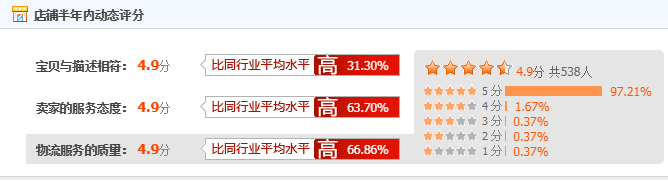 店铺半年内动态评分
宝贝与描述相符： 4.9分 比同行业平均水平 高 31.30%
卖家的服务态度： 4.9分 比同行业平均水平 高 63.70%
物流服务的质量： 4.9分 比同行业平均水平 高 66.86%
4.9分 共538人
5分 97.21%
4分 1.67%
3分 0.37%
2分 0.37%
1分 0.37%